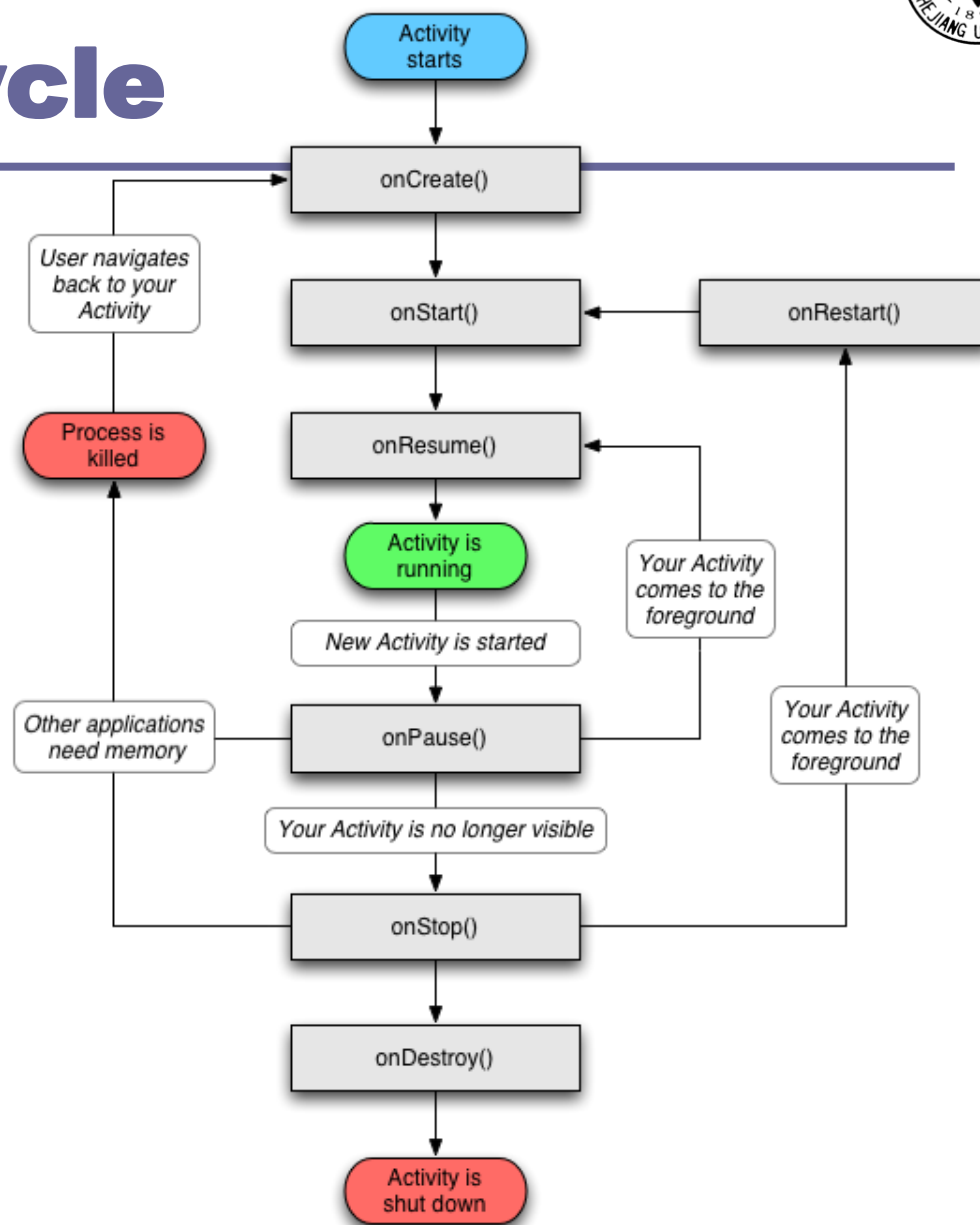 Activity
starts
ycle
onCreate()
User navigates
back to your
Activity
onStart()
onRestart()
Process is
killed
onResume()
Activity is
running
Your Activity
comes to the
foreground
New Activity is started
Other applications
need memory
onPause()
Your Activity
comes to the
foreground
Your Activity is no longer visible
onStop()
onDestroy()
Activity is
shut down